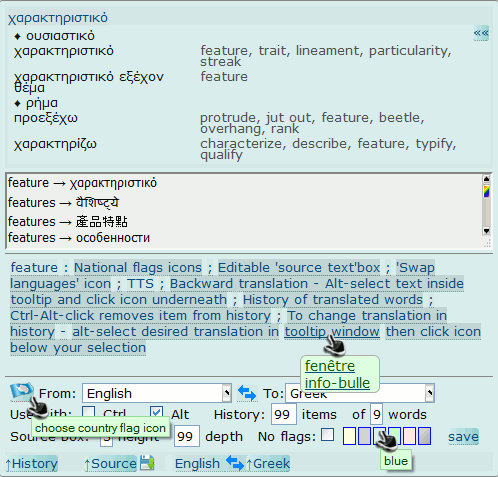 χαρακτηριστικό
««
♦ ουσιαστικό
χαρακτηριστικό feature, trait, lineament, particularity,
streak
χαρακτηριστικό εξέχον feature
θέμα
♦ ρήμα
προεξέχω protrude, jut out, feature, beetle,
overhang, rank
χαρακτηρίζω characterize, describe, feature, typify,
qualify
feature → χαρακτηριστικό
features → वैशिष्ट्ये
features → 產品特點
features → особенности
feature : National flags icons ; Editable 'source text'box ; 'Swap
languages' icon ; TTS ; Backward translation - Alt-select text inside
tooltip and click icon underneath ; History of translated words ;
Ctrl-Alt-click removes item from history ; To change translation in
history - alt-select desired translation in tooltip window then click icon
below your selection
fenêtre
info-bulle
From: English To: Greek
Use with: Ctrl Alt History: 99 items of 9 words
choose country flag icon
Source box: height 99 depth No flags: save
blue
↑History ↑Source English ↑Greek